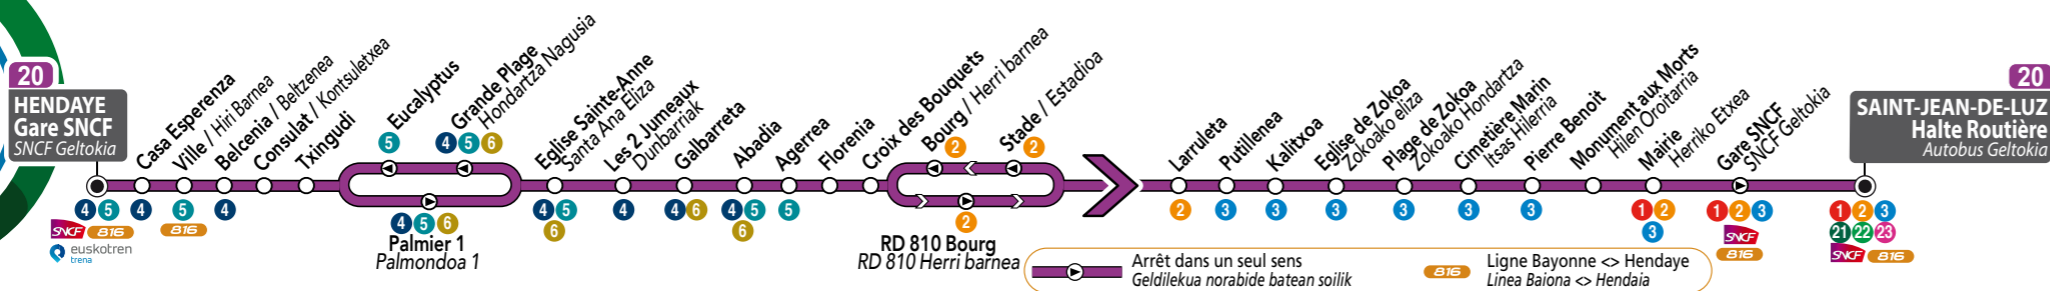 20
HENDAYE
Gare SNCF
SNCF Geltokia
4 5
SNCF 816
euskotren
trena
Casa Esperenza
4
Ville / Hiri Barnea
5
816
Belcenia / Beltzenea
4
Consulat / Kontsuletxea
Txingudi
Eucalyptus
5
Grande Plage
Hondartza Nagusia
4 5 6
4 5 6
Palmier 1
Palmondoa 1
Eglise Sainte-Anne
Santa Ana Eliza
4 5
6
Les 2 Jumeaux
Dunbarriak
4
Galbarreta
4 6
Abadia
4 5
6
Agerrea
5
Florenia
Croix des Bouquets
Bourg / Herri barnea
2
Stade / Estadioa
2
2
RD 810 Bourg
RD 810 Herri barnea
Larruleta
2
Putillenea
3
Kalitxoa
3
Eglise de Zokoa
Zokoako eliza
3
Plage de Zokoa
Zokoako Hondartza
3
Cimetière Marin
Itsas Hilerria
3
Pierre Benoit
3
Monument aux Morts
Hilen Oroitarria
Mairie
Herriko Etxea
1 2
3
Gare SNCF
SNCF Geltokia
1 2 3
SNCF
816
20
SAINT-JEAN-DE-LUZ
Halte Routière
Autobus Geltokia
1 2 3
21 22 23
SNCF 816
Arrêt dans un seul sens
Geldilekua norabide batean soilik
816
Ligne Bayonne <> Hendaye
Linea Baiona <> Hendaia